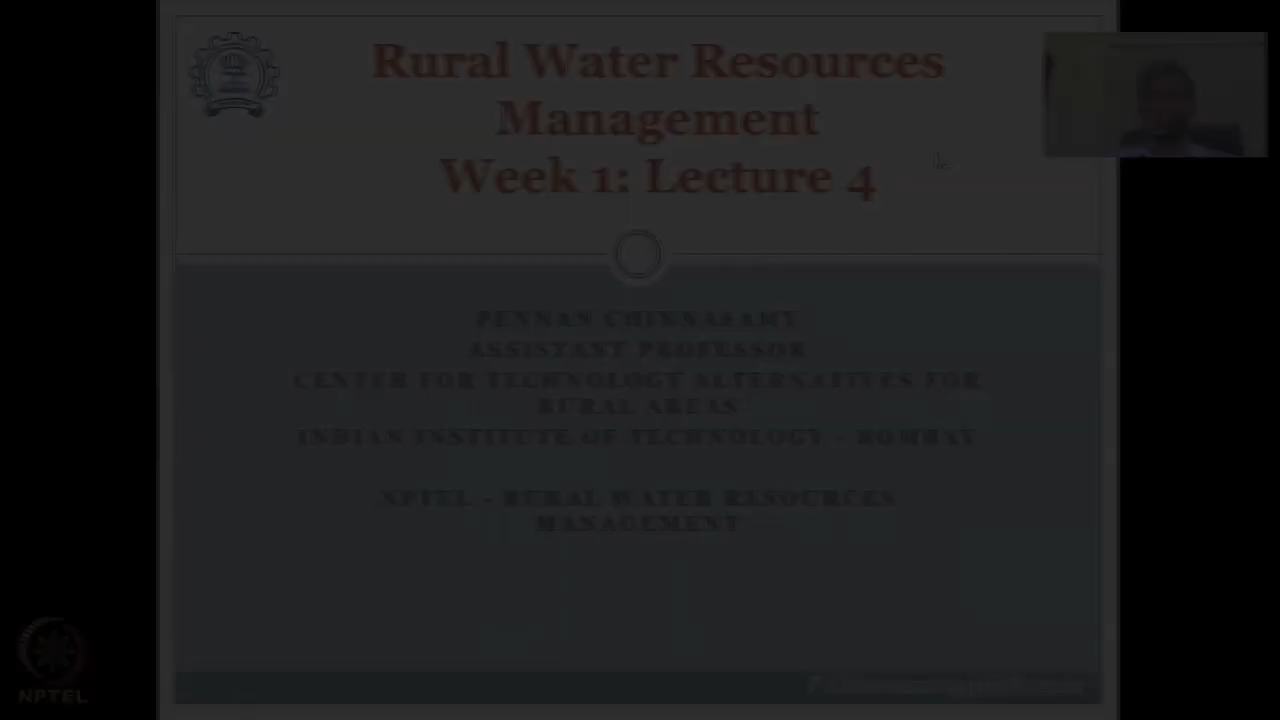 Rural Water Resources
Management
Week 1: Lecture 4
PENNAN CHINNASAMY
ASSISTANT PROFESSOR
CENTER FOR TECHNOLOGY ALTERNATIVES FOR
RURAL AREAS
INDIAN INSTITUTE OF TECHNOLOGY - BOMBAY
NPTEL - RURAL WATER RESOURCES
MANAGEMENT
NPTEL